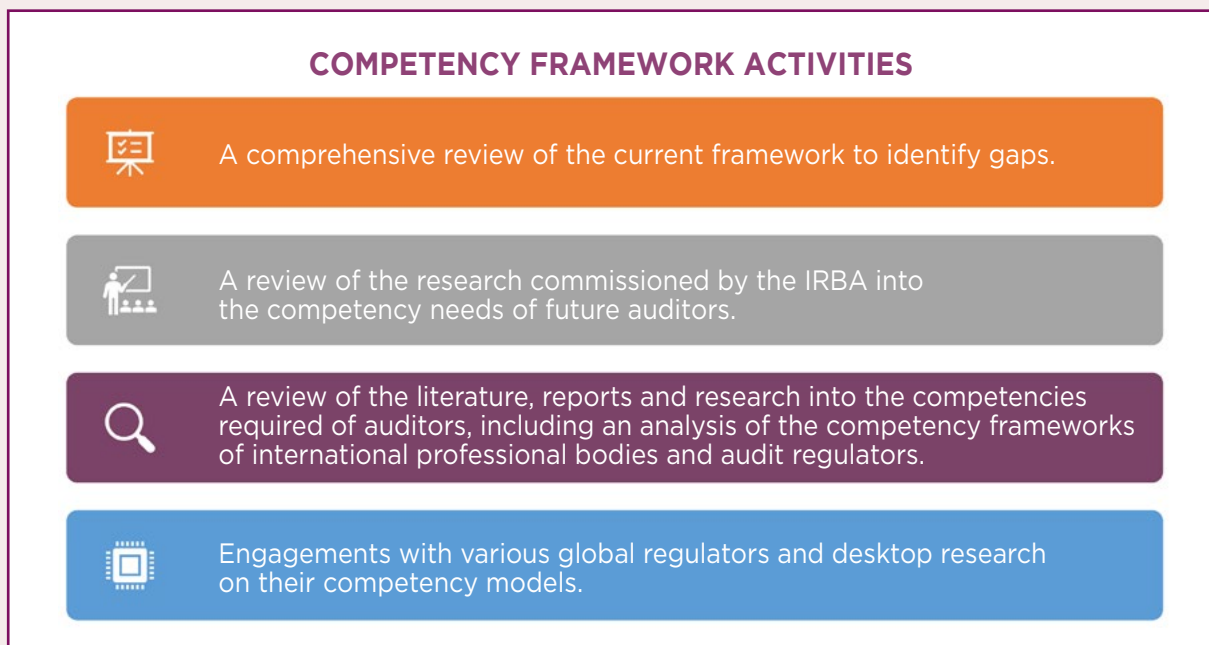 COMPETENCY FRAMEWORK ACTIVITIES
A comprehensive review of the current framework to identify gaps.
A review of the research commissioned by the IRBA into
the competency needs of future auditors.
A review of the literature, reports and research into the competencies
required of auditors, including an analysis of the competency frameworks
of international professional bodies and audit regulators.
Engagements with various global regulators and desktop research
on their competency models.